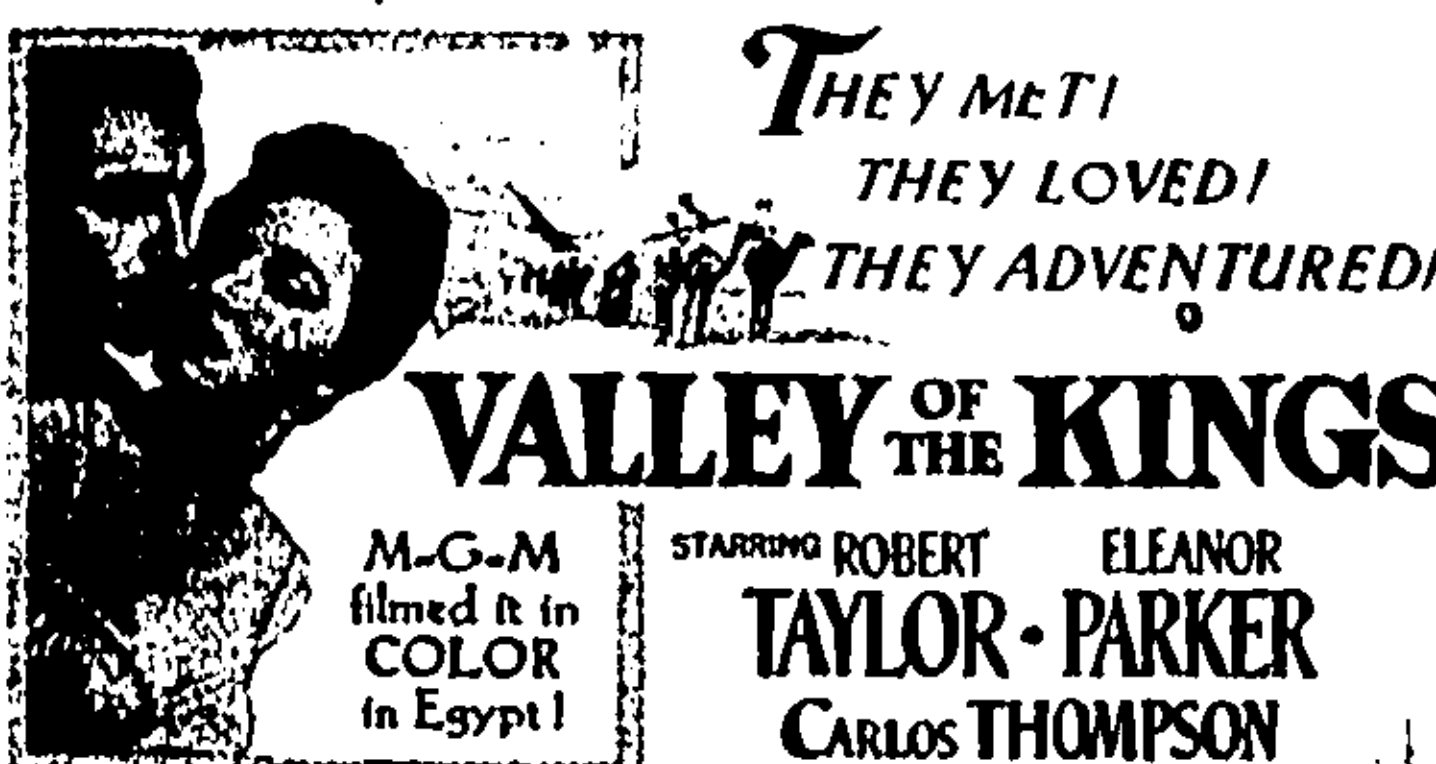 THEY MET!
THEY LOVED!
THEY ADVENTURED!
VALLEY OF THE KINGS
M-G-M
filmed it in
COLOR
in Egypt!
STARRING ROBERT TAYLOR • ELEANOR PARKER
CARLOS THOMPSON